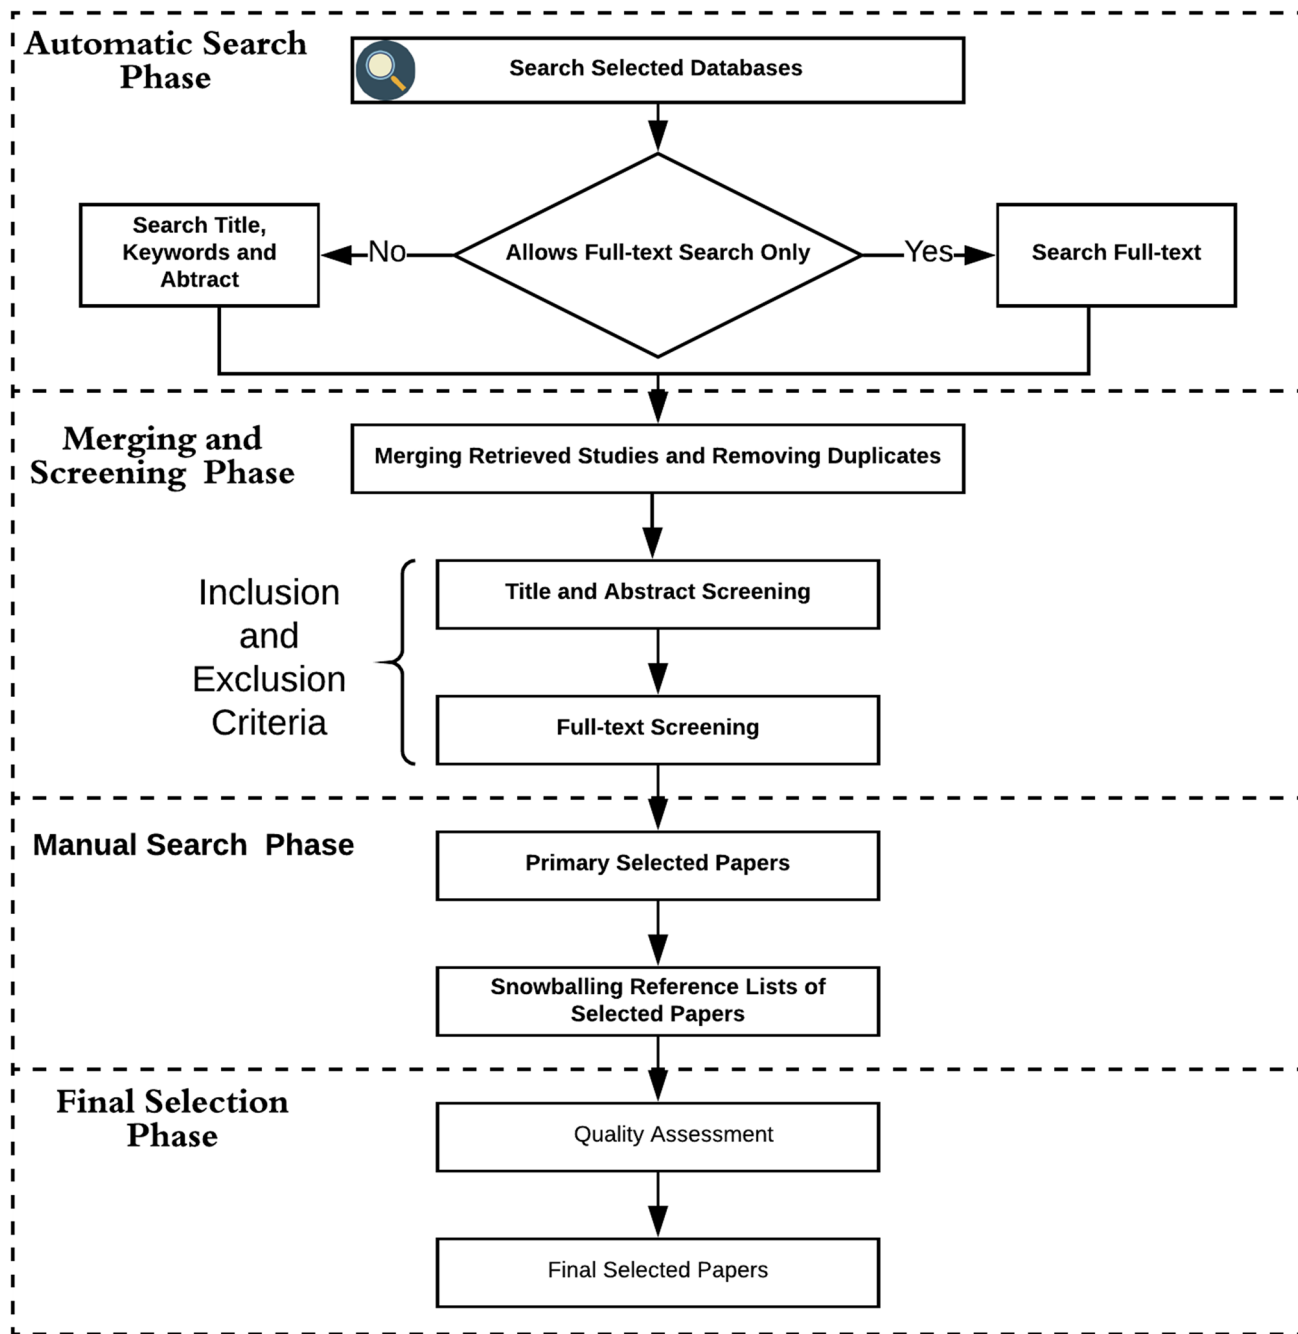 Automatic Search
Phase
Search Selected Databases
Search Title,
Keywords and
Abtract
No
Allows Full-text Search Only
Yes
Search Full-text
Merging and
Screening Phase
Merging Retrieved Studies and Removing Duplicates
Inclusion
and
Exclusion
Criteria
Title and Abstract Screening
Full-text Screening
Manual Search Phase
Primary Selected Papers
Snowballing Reference Lists of
Selected Papers
Final Selection
Phase
Quality Assessment
Final Selected Papers